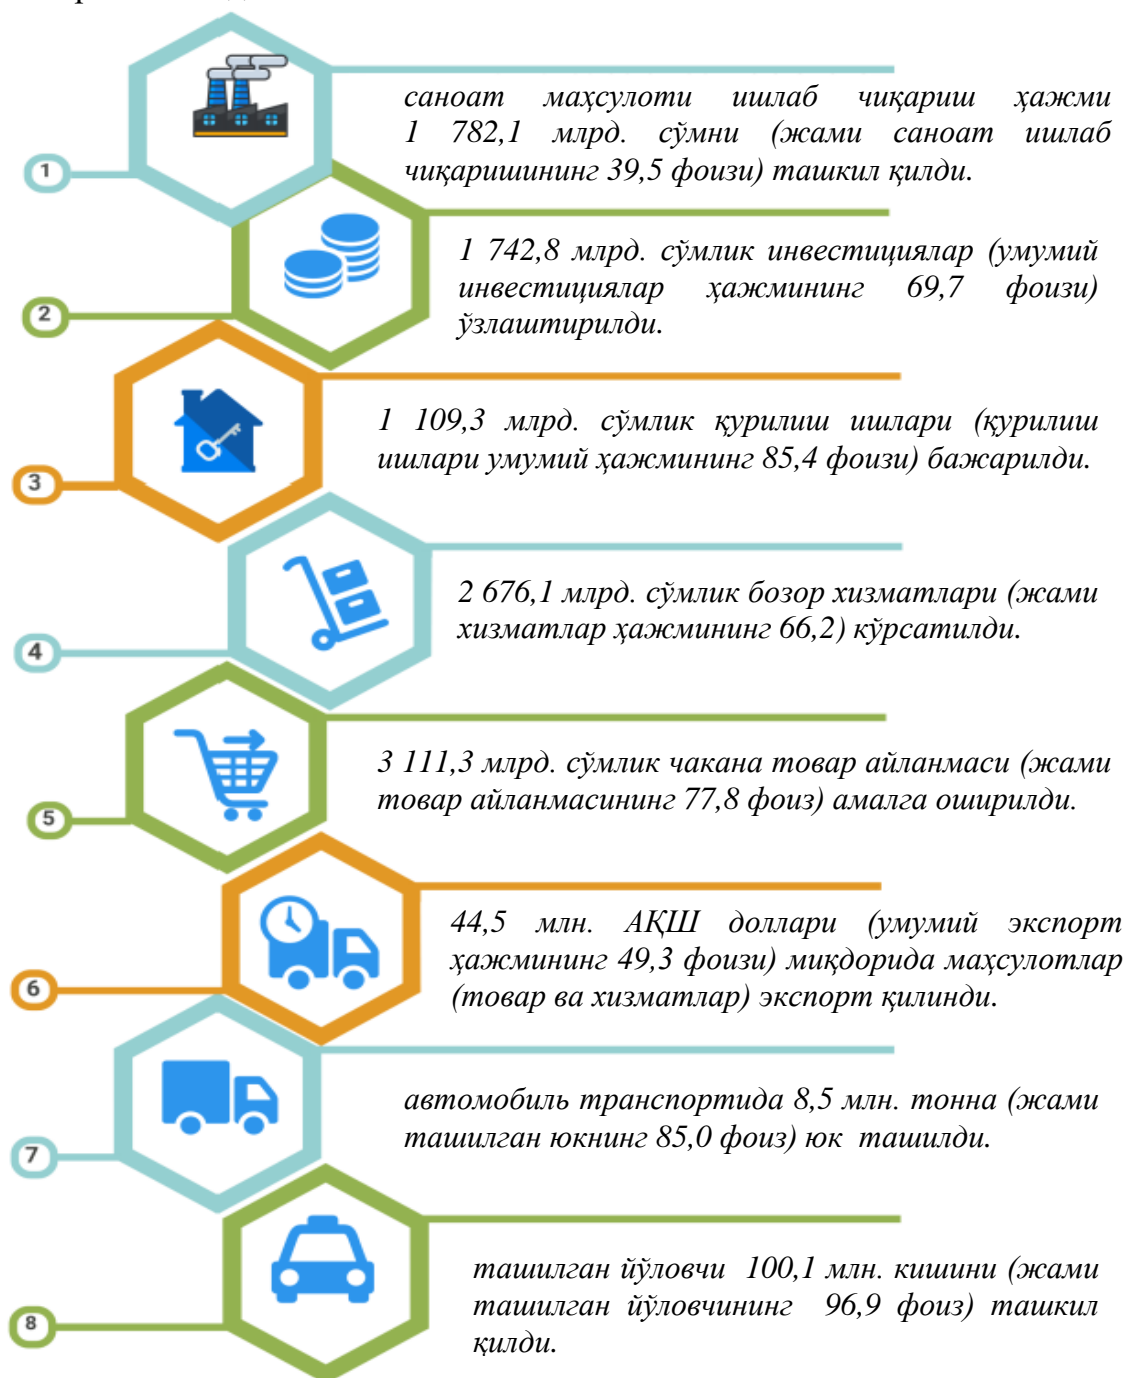 1
саноат маҳсулоти ишлаб чиқариш ҳажми
1 782,1 млрд. сўмни (жами саноат ишлаб
чиқаришининг 39,5 фоизи) ташкил қилди.
2
1 742,8 млрд. сўмлик инвестициялар (умумий
инвестициялар ҳажмининг 69,7 фоизи)
ўзлаштирилди.
3
1 109,3 млрд. сўмлик қурилиш ишлари (қурилиш
ишлари умумий ҳажмининг 85,4 фоизи) бажарилди.
4
2 676,1 млрд. сўмлик бозор хизматлари (жами
хизматлар ҳажмининг 66,2) кўрсатилди.
5
3 111,3 млрд. сўмлик чакана товар айланмаси (жами
товар айланмасининг 77,8 фоиз) амалга оширилди.
6
44,5 млн. АҚШ доллари (умумий экспорт
ҳажмининг 49,3 фоизи) миқдорида маҳсулотлар
(товар ва хизматлар) экспорт қилинди.
7
автомобиль транспортида 8,5 млн. тонна (жами
ташилган юкнинг 85,0 фоиз) юк ташилди.
8
ташилган йўловчи 100,1 млн. кишини (жами
ташилган йўловчининг 96,9 фоиз) ташкил
қилди.